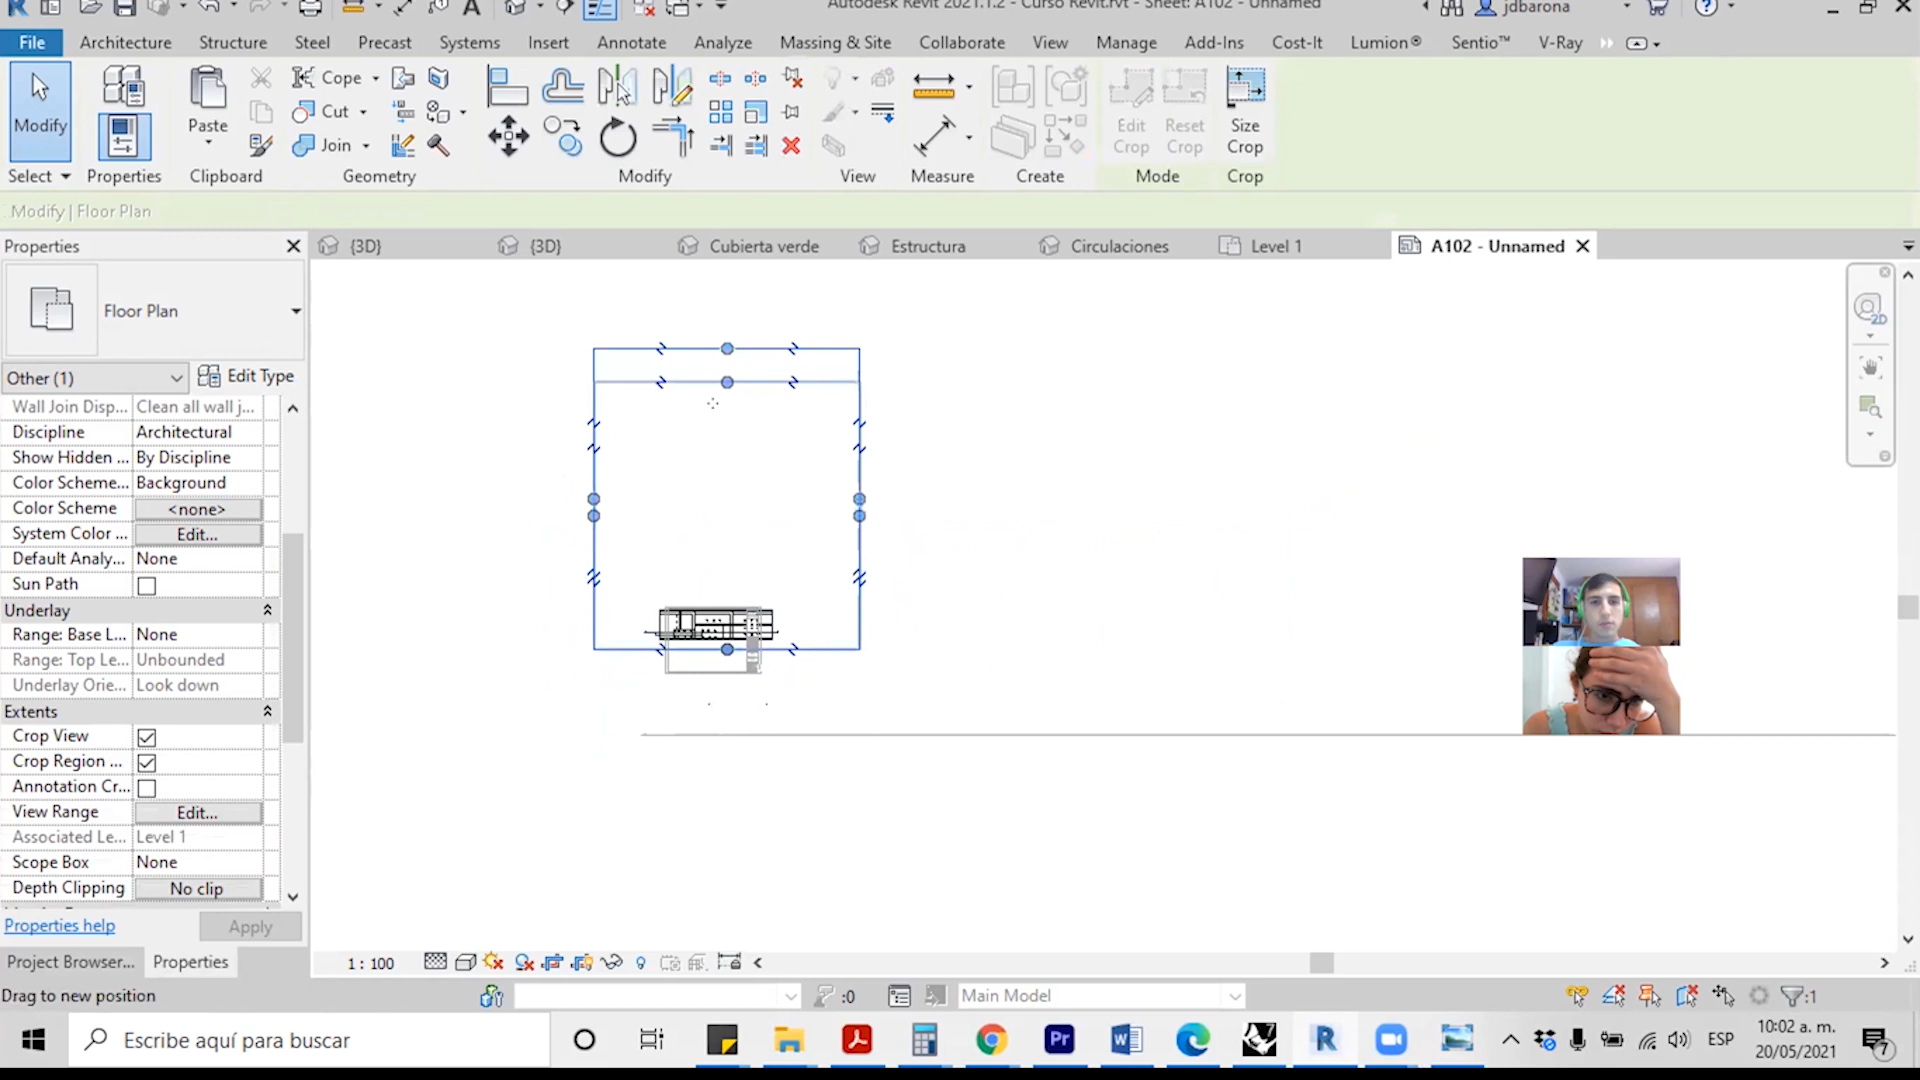 Autodesk Revit 2021.1.2 - Curso Revit.rvt - Sheet: A102 - Unnamed
jdbarona
File Architecture Structure Steel Precast Systems Insert Annotate Analyze Massing & Site Collaborate View Manage Add-Ins Cost-It Lumion® Sentio™ V-Ray
Modify
Paste
Cope
Cut
Join
Edit Crop
Reset Crop
Size Crop
Select Properties Clipboard Geometry Modify View Measure Create Mode Crop
Modify | Floor Plan
Properties
{3D} {3D} Cubierta verde Estructura Circulaciones Level 1 A102 - Unnamed
Floor Plan
Other (1) Edit Type
Wall Join Disp... Clean all wall j...
Discipline Architectural
Show Hidden ... By Discipline
Color Scheme... Background
Color Scheme <none>
System Color ... Edit...
Default Analy... None
Sun Path
Underlay
Range: Base L... None
Range: Top Le... Unbounded
Underlay Orie... Look down
Extents
Crop View
Crop Region ...
Annotation Cr...
View Range Edit...
Associated Le... Level 1
Scope Box None
Depth Clipping No clip
Properties help Apply
Project Browser... Properties
1 : 100
Drag to new position
:0
Main Model
:1
2D
Escribe aquí para buscar
Pr
ESP
10:02 a. m.
20/05/2021
7